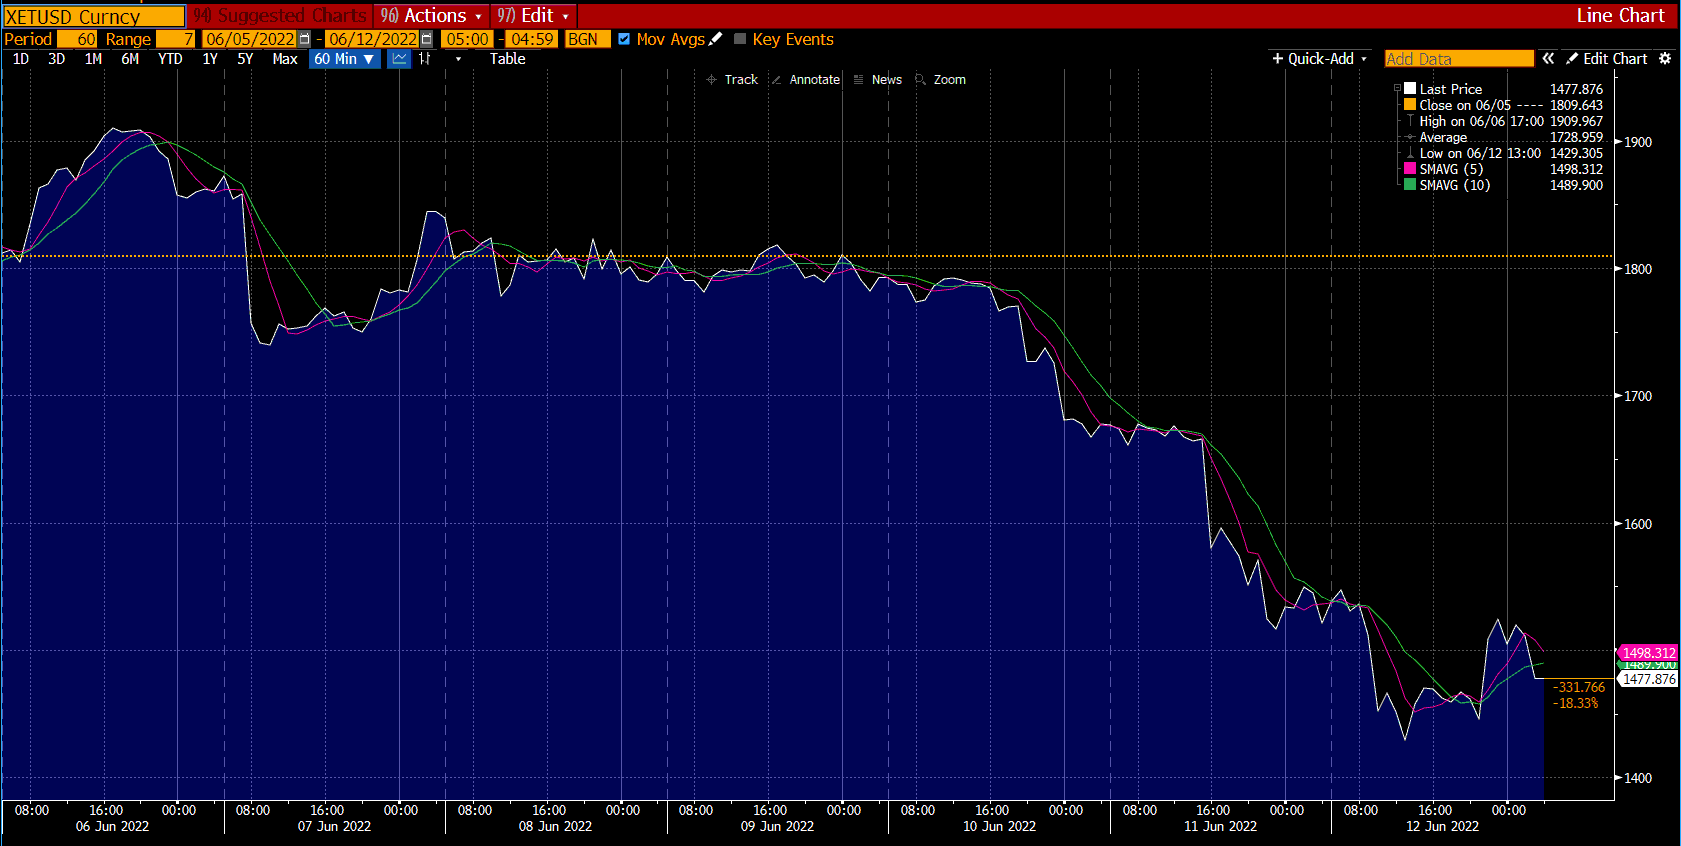 XETUSD Curncy 94) Suggested Charts 96) Actions 97) Edit Line Chart
Period 60 Range 7 06/05/2022 - 06/12/2022 05:00 - 04:59 BGN Mov Avgs Key Events
1D 3D 1M 6M YTD 1Y 5Y Max 60 Min ▼ Table + Quick-Add Add Data « Edit Chart
Track Annotate News Zoom
Last Price 1477.876
Close on 06/05 ---- 1809.643
High on 06/06 17:00 1909.967
Average 1728.959
Low on 06/12 13:00 1429.305
SMAVG (5) 1498.312
SMAVG (10) 1489.900
1900
1800
1700
1600
1498.312
1489.900
1477.876
-331.766
-18.33%
1400
08:00 16:00 00:00 08:00 16:00 00:00 08:00 16:00 00:00 08:00 16:00 00:00 08:00 16:00 00:00 08:00 16:00 00:00 08:00 16:00 00:00
06 Jun 2022 07 Jun 2022 08 Jun 2022 09 Jun 2022 10 Jun 2022 11 Jun 2022 12 Jun 2022